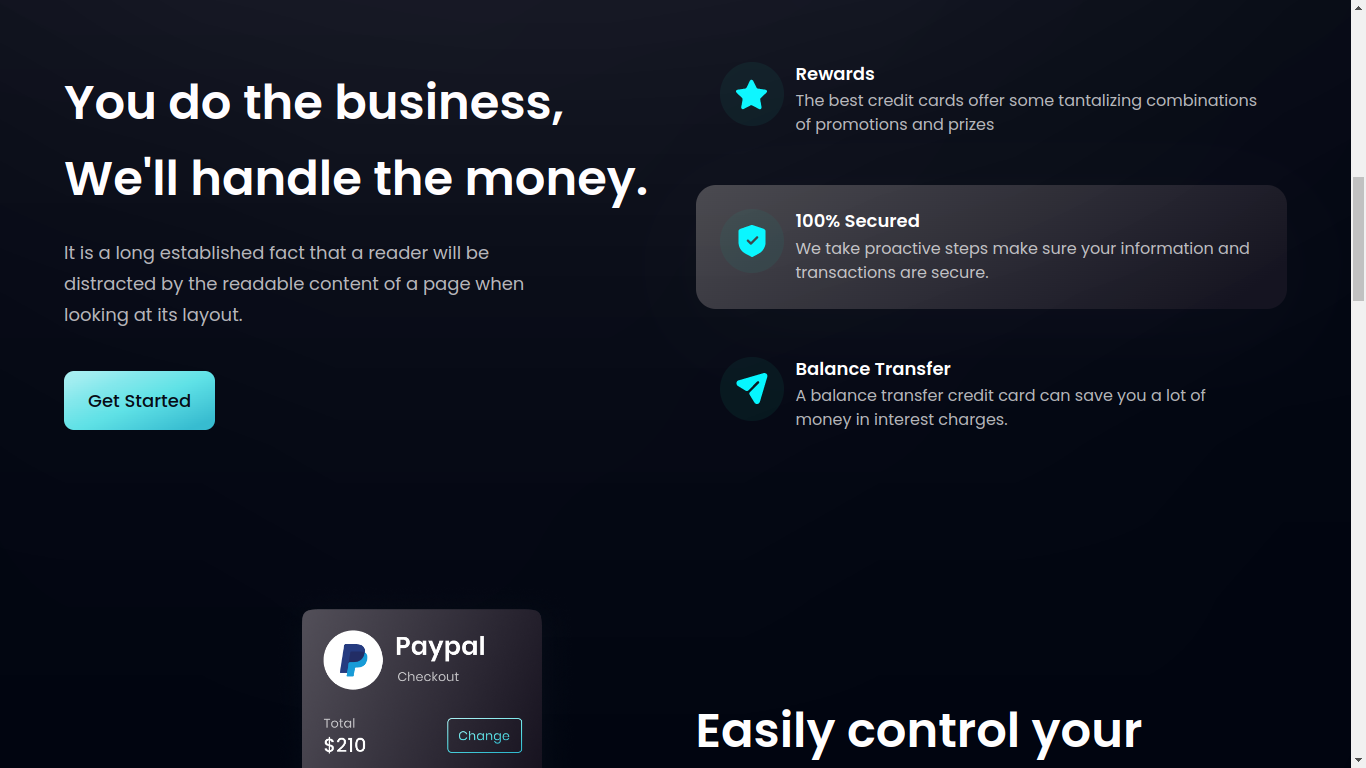 You do the business,
We'll handle the money.
It is a long established fact that a reader will be
distracted by the readable content of a page when
looking at its layout.
Get Started
Rewards
The best credit cards offer some tantalizing combinations
of promotions and prizes
100% Secured
We take proactive steps make sure your information and
transactions are secure.
Balance Transfer
A balance transfer credit card can save you a lot of
money in interest charges.
Paypal
Checkout
Total
$210
Change
Easily control your